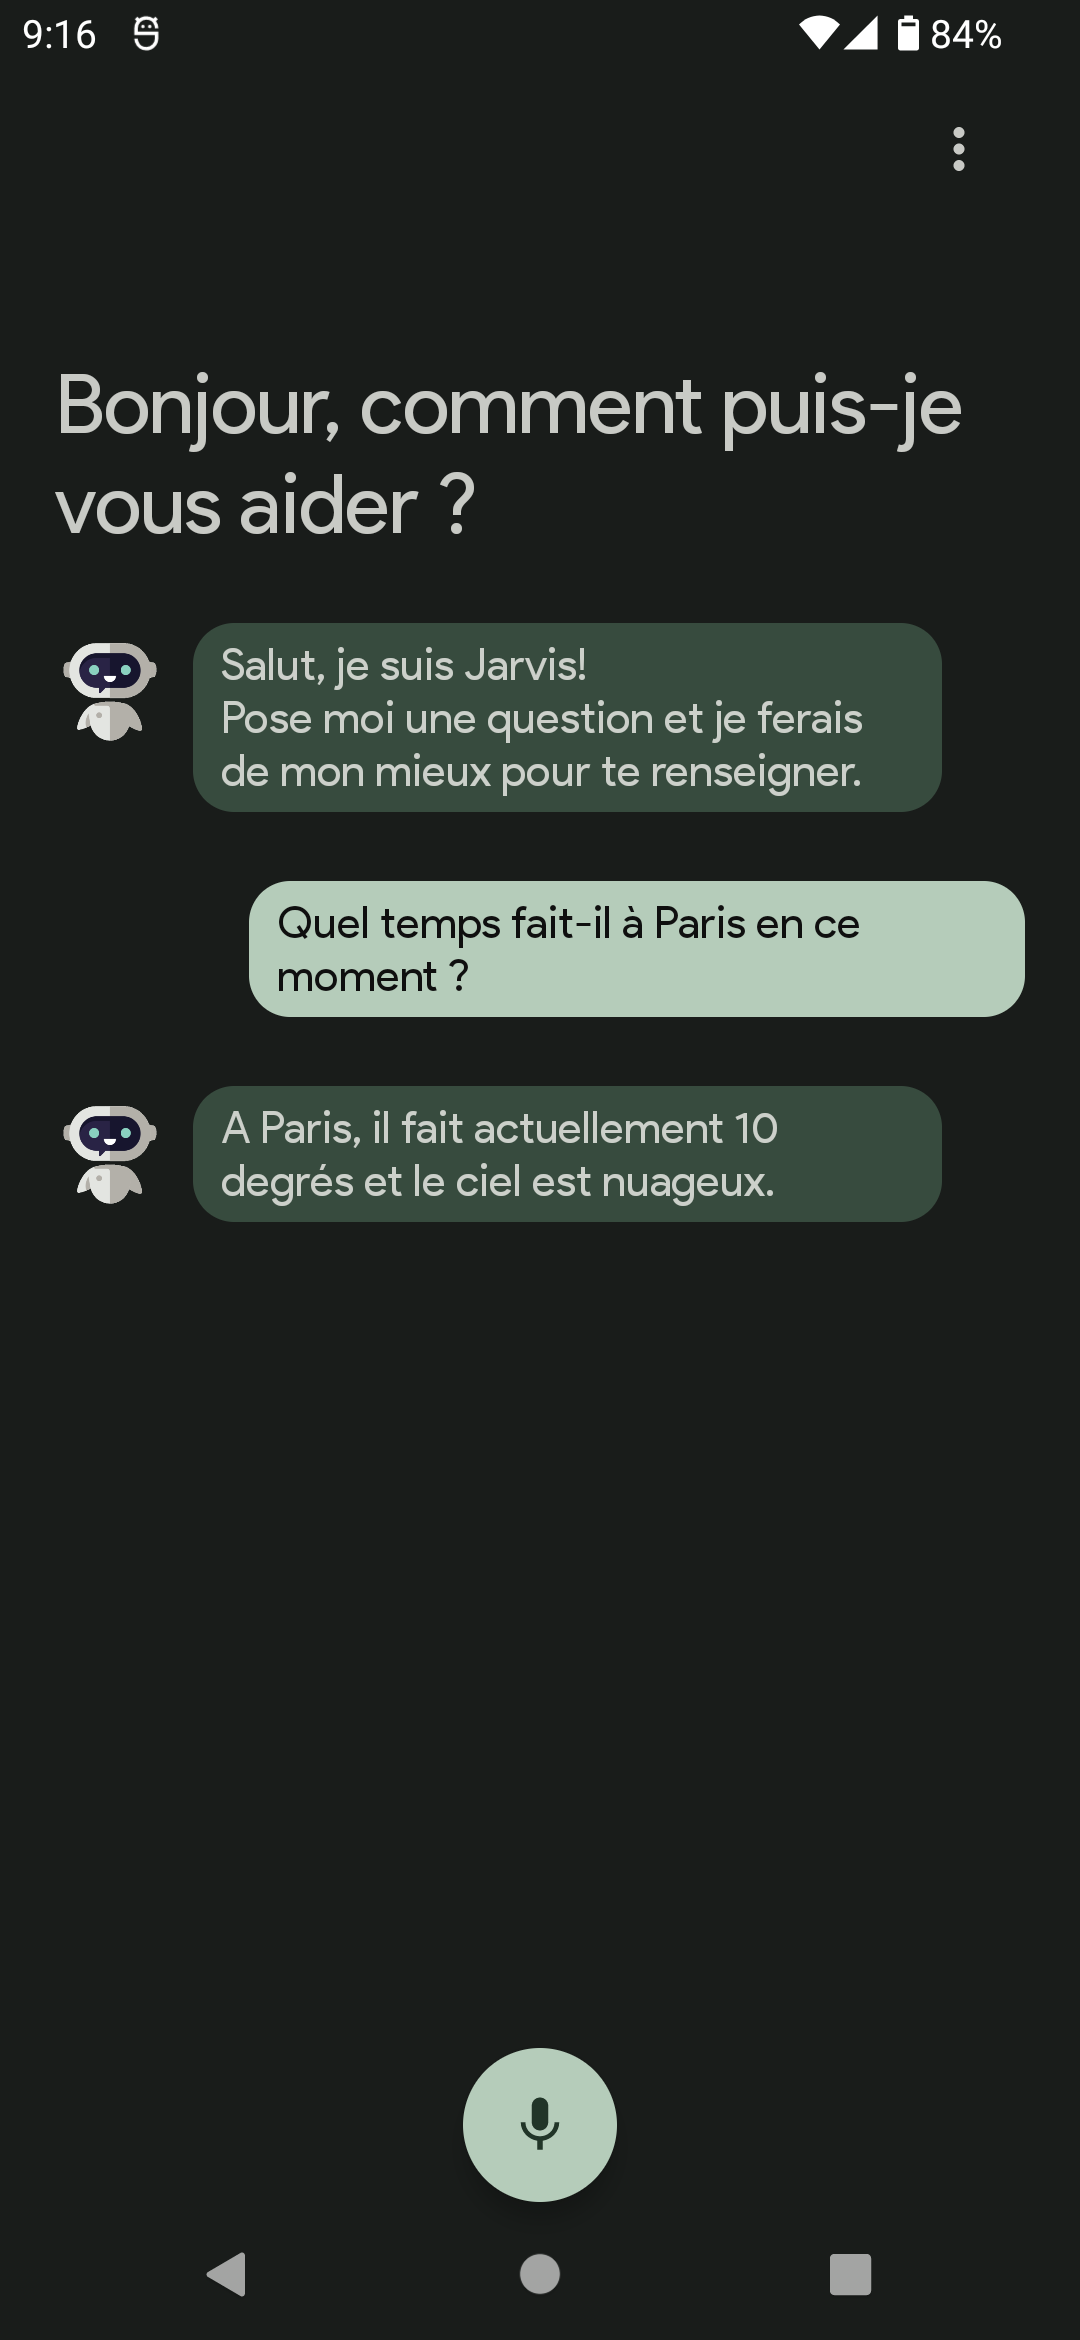 9:16
84%
Bonjour, comment puis-je
vous aider ?
Salut, je suis Jarvis!
Pose moi une question et je ferais
de mon mieux pour te renseigner.
Quel temps fait-il à Paris en ce
moment ?
A Paris, il fait actuellement 10
degrés et le ciel est nuageux.